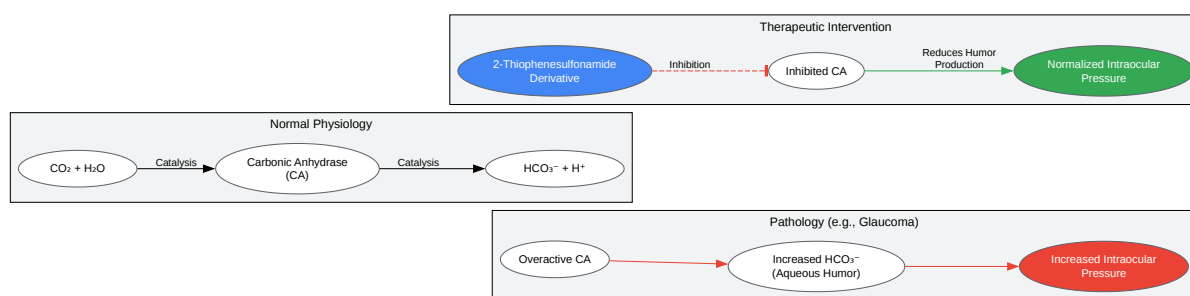 Therapeutic Intervention
2-Thiophenesulfonamide
Derivative
Inhibition
Inhibited CA
Reduces Humor
Production
Normalized Intraocular
Pressure
Normal Physiology
CO₂ + H₂O
Catalysis
Carbonic Anhydrase
(CA)
Catalysis
HCO₃⁻ + H⁺
Pathology (e.g., Glaucoma)
Overactive CA
Increased HCO₃⁻
(Aqueous Humor)
Increased Intraocular
Pressure